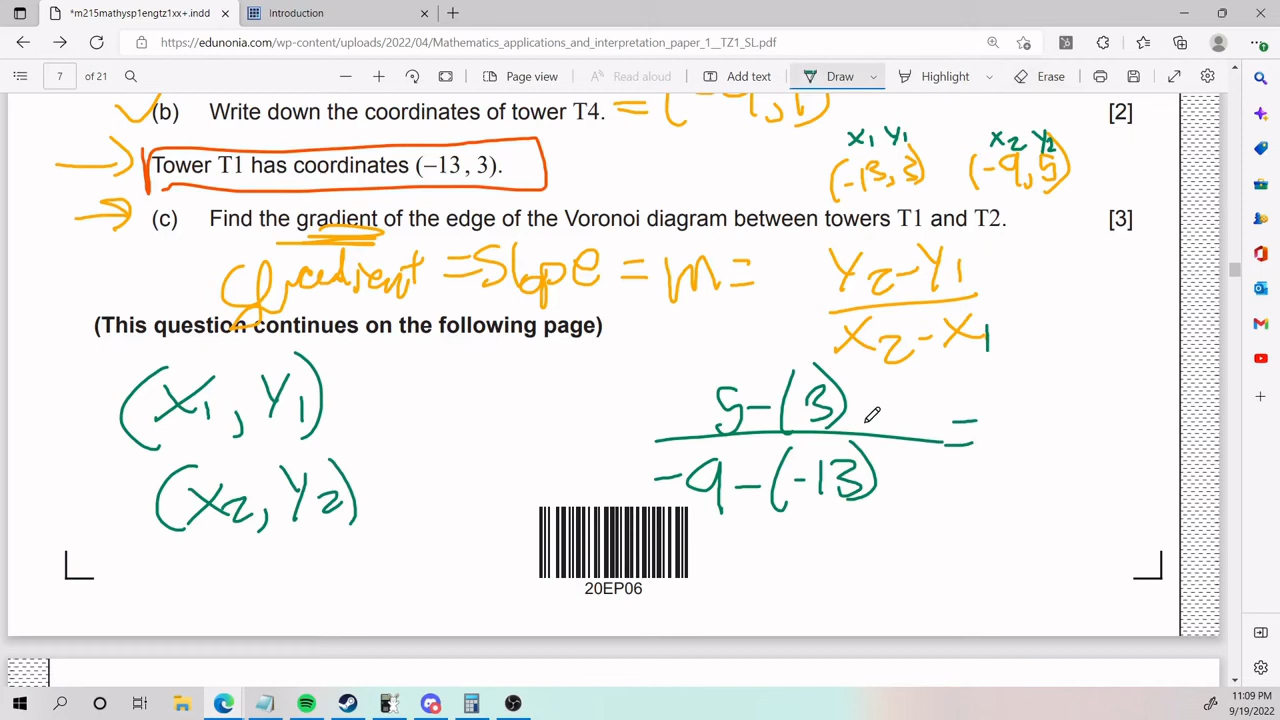 *m215mathysp1engtz1xx+.indd
Introduction
https://edunonia.com/wp-content/uploads/2022/04/Mathematics_applications_and_interpretation_paper_1__TZ1_SL.pdf
7 of 21
Page view
Read aloud
Add text
Draw
Highlight
Erase
(b) Write down the coordinates of tower T4. = (-9, 1) [2]
x1 y1 x2 y2
Tower T1 has coordinates (−13, 3). (-13, 3) (-9, 5)
(c) Find the gradient of the edge of the Voronoi diagram between towers T1 and T2. [3]
Gradient = Slope = m = y2-y1
x2-x1
(This question continues on the following page)
(x1, y1)
5-(3)
=
-9-(-13)
(x2, y2)
20EP06
11:09 PM
9/19/2022